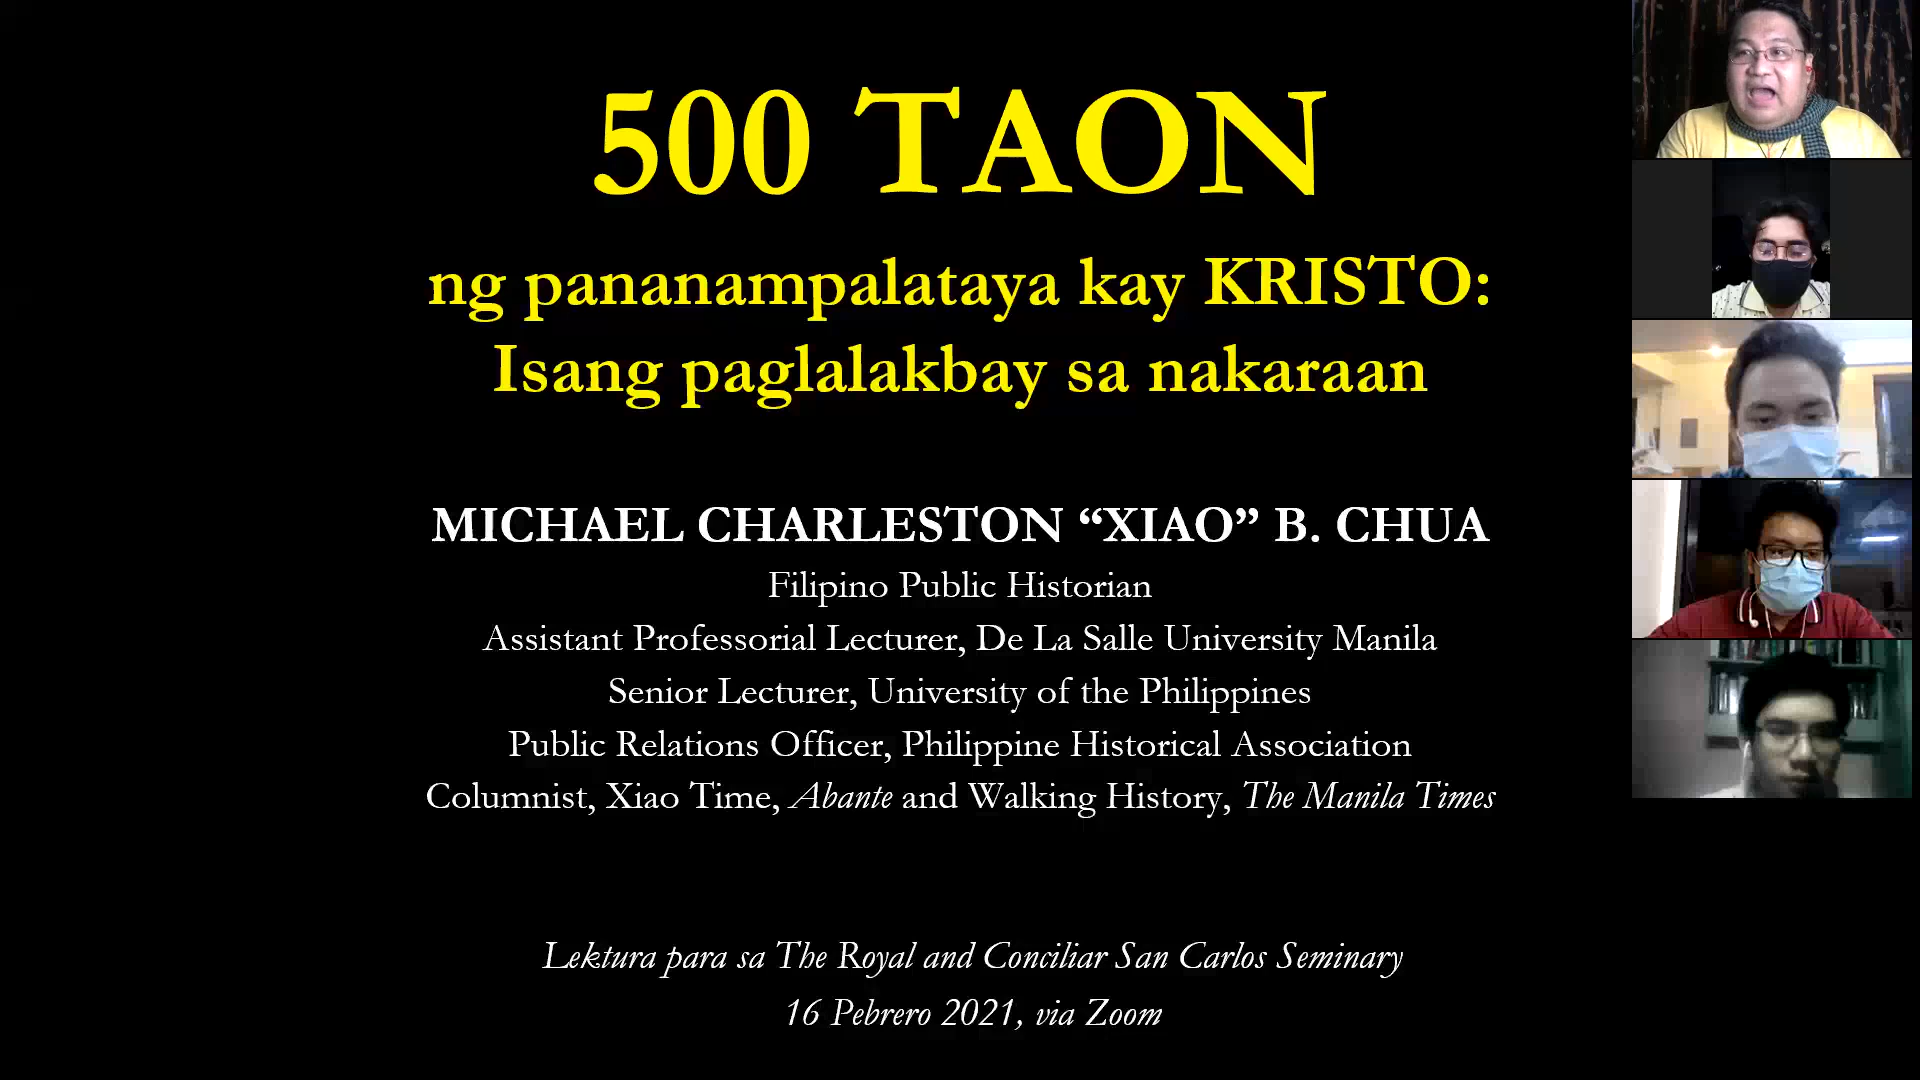 500 TAON
ng pananampalataya kay KRISTO:
Isang paglalakbay sa nakaraan
MICHAEL CHARLESTON “XIAO” B. CHUA
Filipino Public Historian
Assistant Professorial Lecturer, De La Salle University Manila
Senior Lecturer, University of the Philippines
Public Relations Officer, Philippine Historical Association
Columnist, Xiao Time, Abante and Walking History, The Manila Times
Lektura para sa The Royal and Conciliar San Carlos Seminary
16 Pebrero 2021, via Zoom